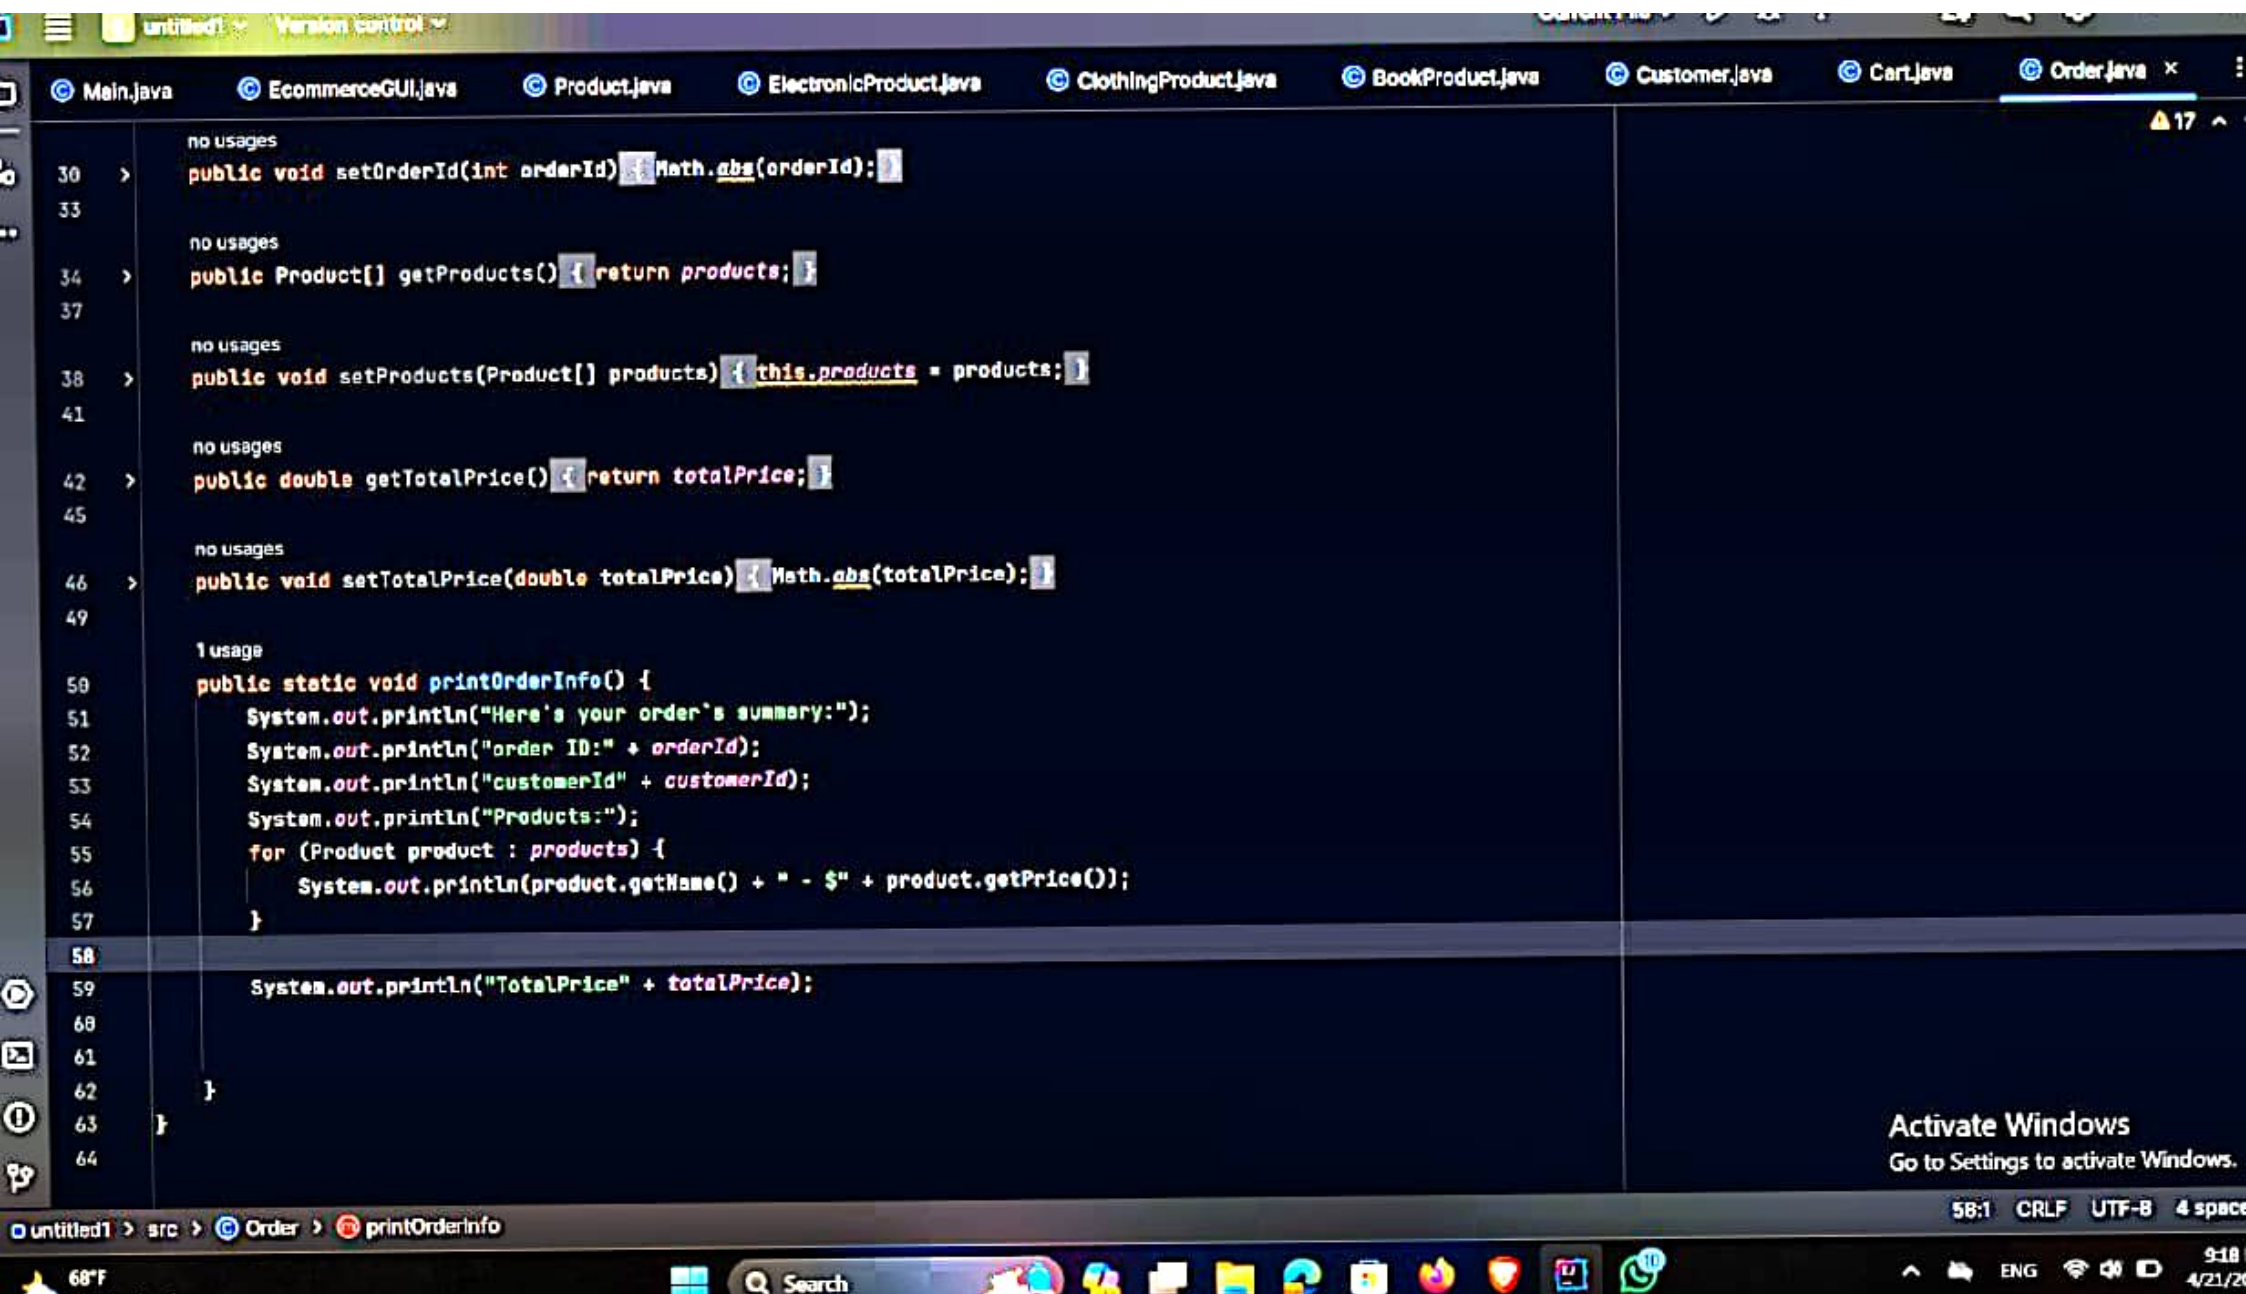 untitled1 Version control
Main.java EcommerceGUI.java Product.java ElectronicProduct.java ClothingProduct.java BookProduct.java Customer.java Cart.java Order.java ×
17
no usages
30 public void setOrderId(int orderId) { Math.abs(orderId); }
33
no usages
34 public Product[] getProducts() { return products; }
37
no usages
38 public void setProducts(Product[] products) { this.products = products; }
41
no usages
42 public double getTotalPrice() { return totalPrice; }
45
no usages
46 public void setTotalPrice(double totalPrice) { Math.abs(totalPrice); }
49
1 usage
50 public static void printOrderInfo() {
51 System.out.println("Here's your order`s summary:");
52 System.out.println("order ID:" + orderId);
53 System.out.println("customerId" + customerId);
54 System.out.println("Products:");
55 for (Product product : products) {
56 System.out.println(product.getName() + " - $" + product.getPrice());
57 }
58
59 System.out.println("TotalPrice" + totalPrice);
60
61
62 }
63 }
64
Activate Windows
Go to Settings to activate Windows.
58:1 CRLF UTF-8 4
untitled1 > src > Order > printOrderInfo
68°F
Search
ENG
9:18